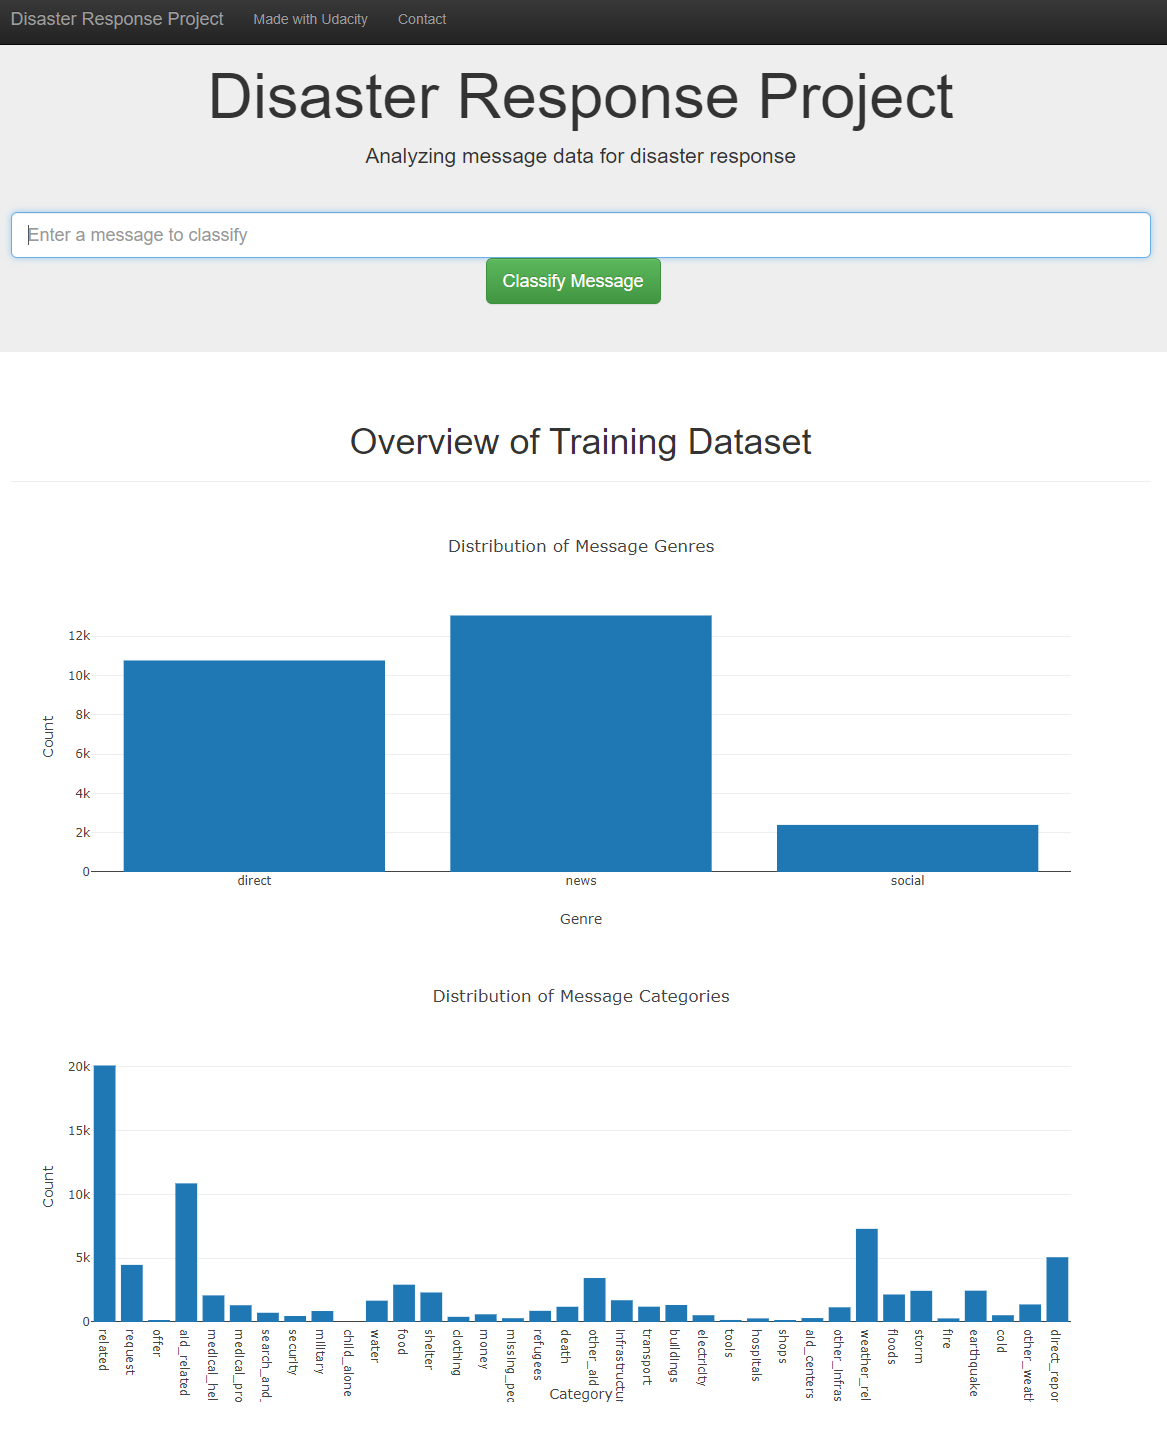 Disaster Response Project Made with Udacity Contact
Disaster Response Project
Analyzing message data for disaster response
Enter a message to classify
Classify Message
Overview of Training Dataset
Distribution of Message Genres
12k
10k
8k
6k
4k
2k
0
Count
direct news social
Genre
Distribution of Message Categories
20k
15k
10k
5k
0
Count
related
request
offer
aid_related
medical_hel
medical_pro
search_and_
security
military
child_alone
water
food
shelter
clothing
money
missing_peo
refugees
death
other_aid
infrastructur
transport
buildings
electricity
tools
hospitals
shops
aid_centers
other_infras
weather_rel
floods
storm
fire
earthquake
cold
other_weath
direct_repor
Category